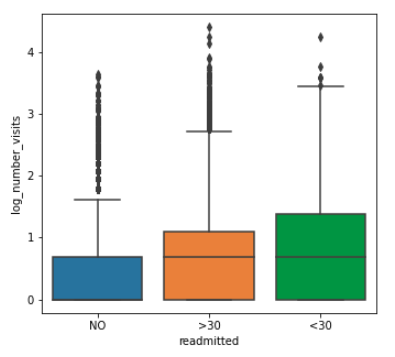 4
3
2
1
0
log_number_visits
NO >30 <30
readmitted